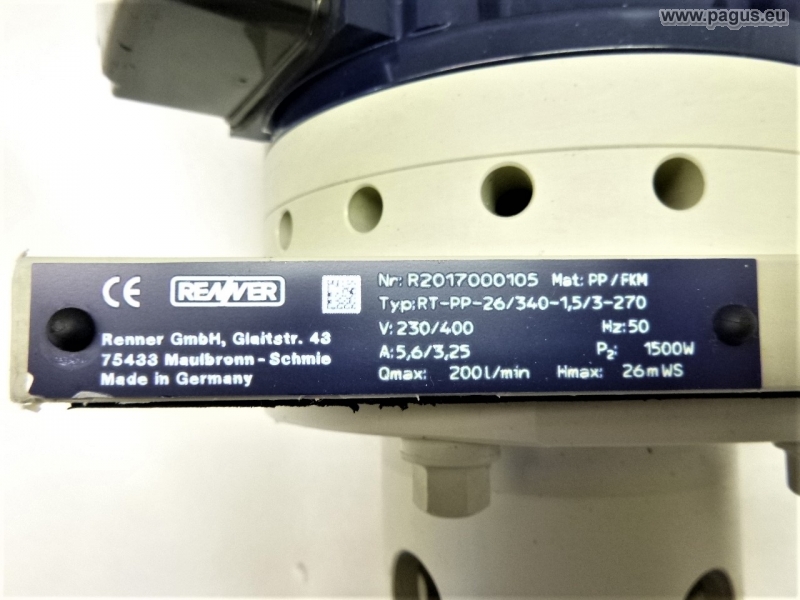 www.pagus.eu
CE RENNER
Renner GmbH, Glaitstr. 43
75433 Maulbronn-Schmie
Made in Germany
Nr: R2017000105 Mat: PP/FKM
Typ: RT-PP-26/340-1,5/3-270
V: 230/400 Hz: 50
A: 5,6/3,25 P₂: 1500W
Qmax: 200l/min Hmax: 26mWS